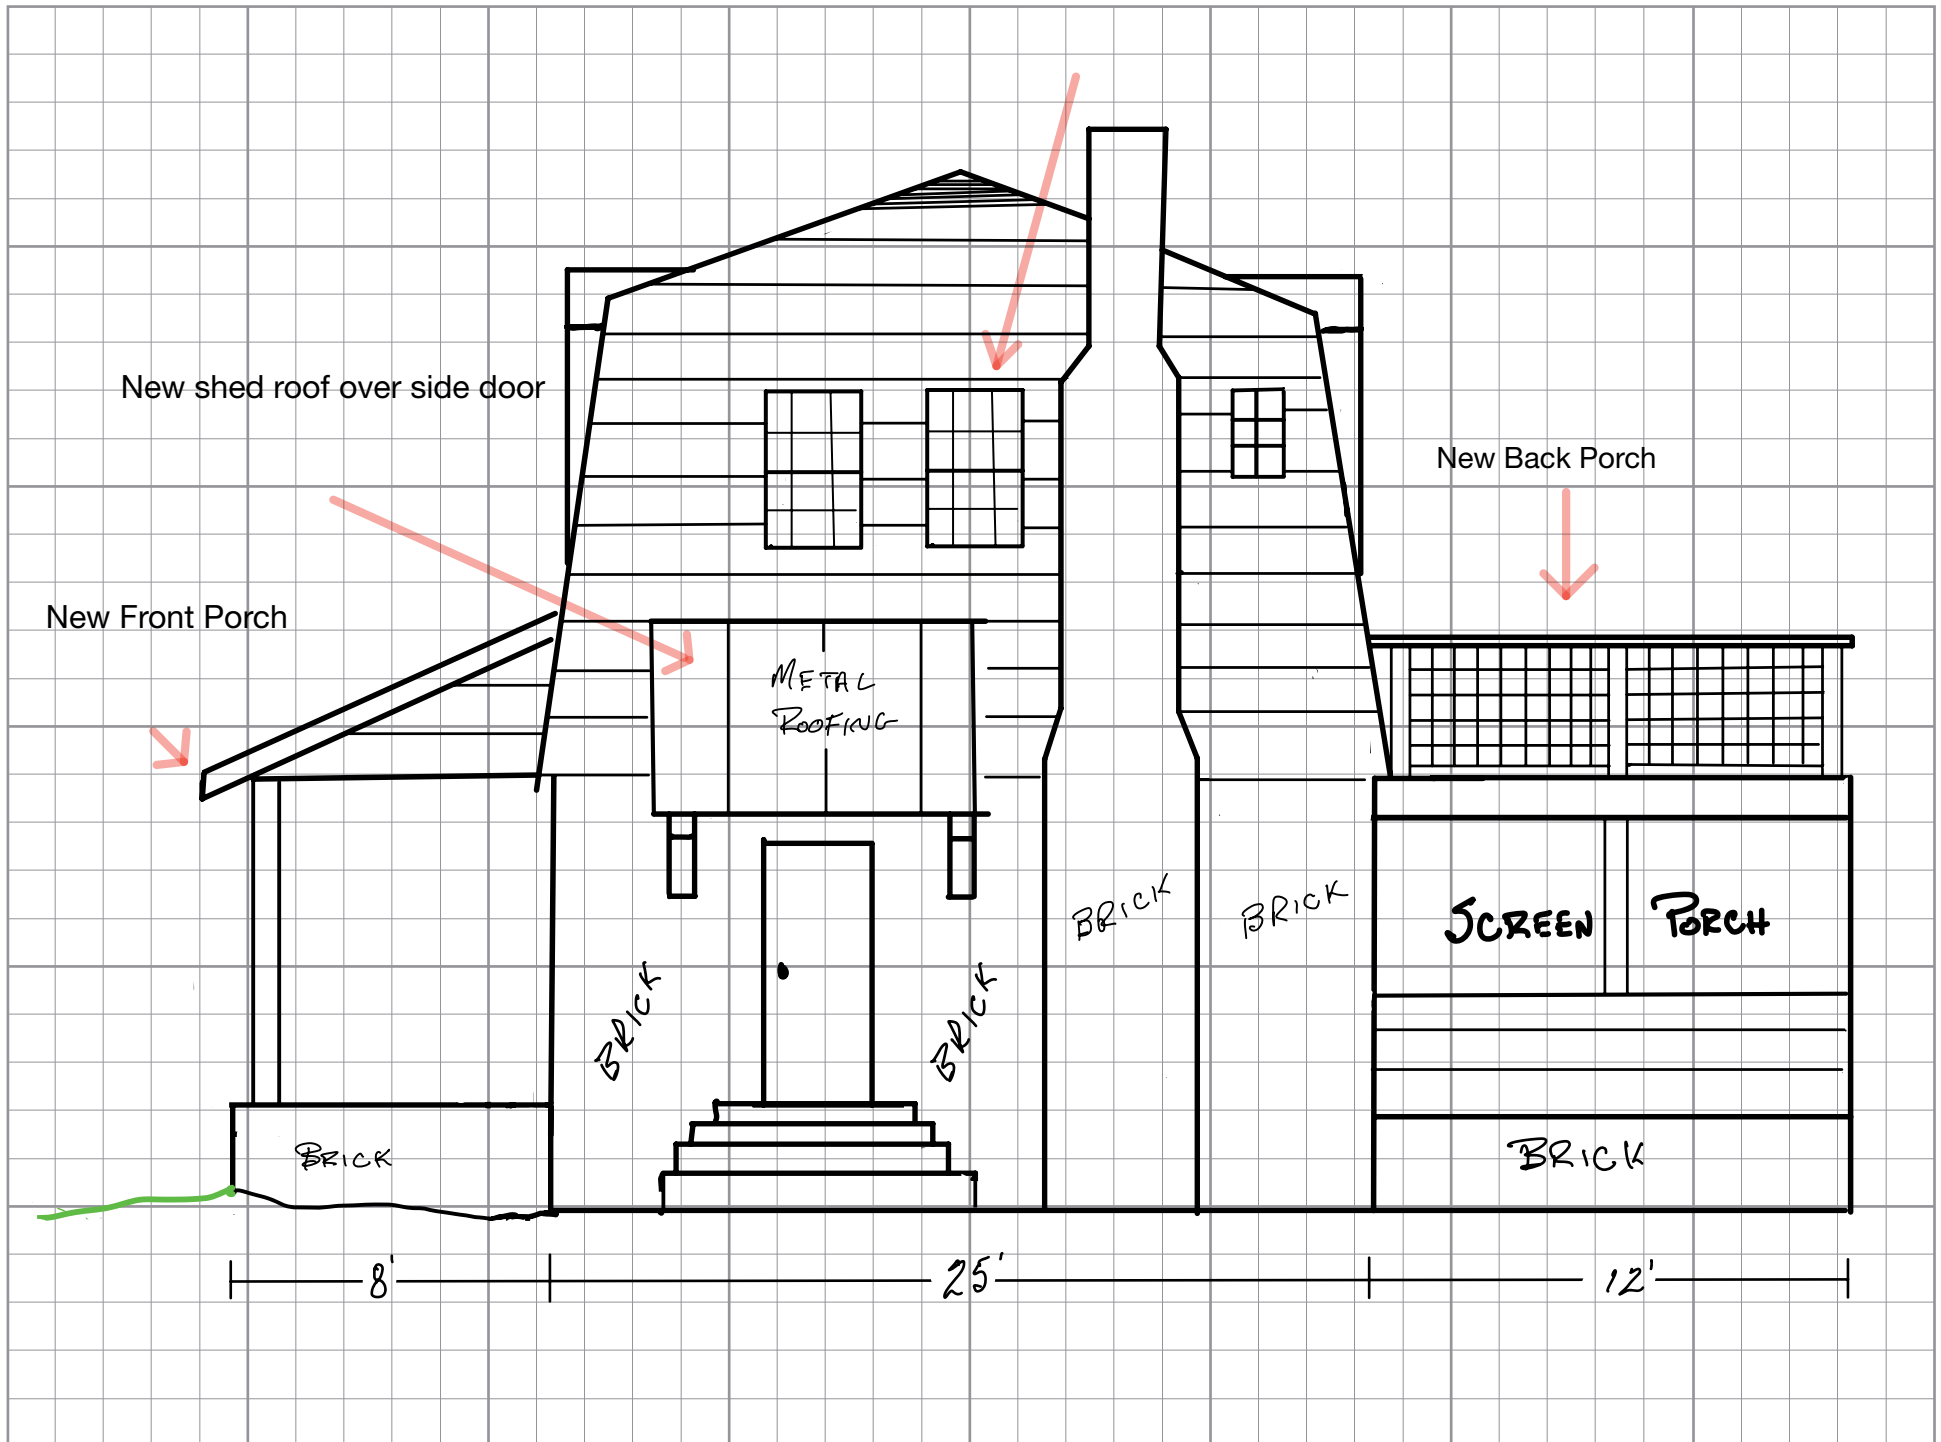 New shed roof over side door
New Back Porch
New Front Porch
METAL
ROOFING
BRICK
BRICK
SCREEN PORCH
BRICK
BRICK
BRICK
BRICK
8'
25'
12'